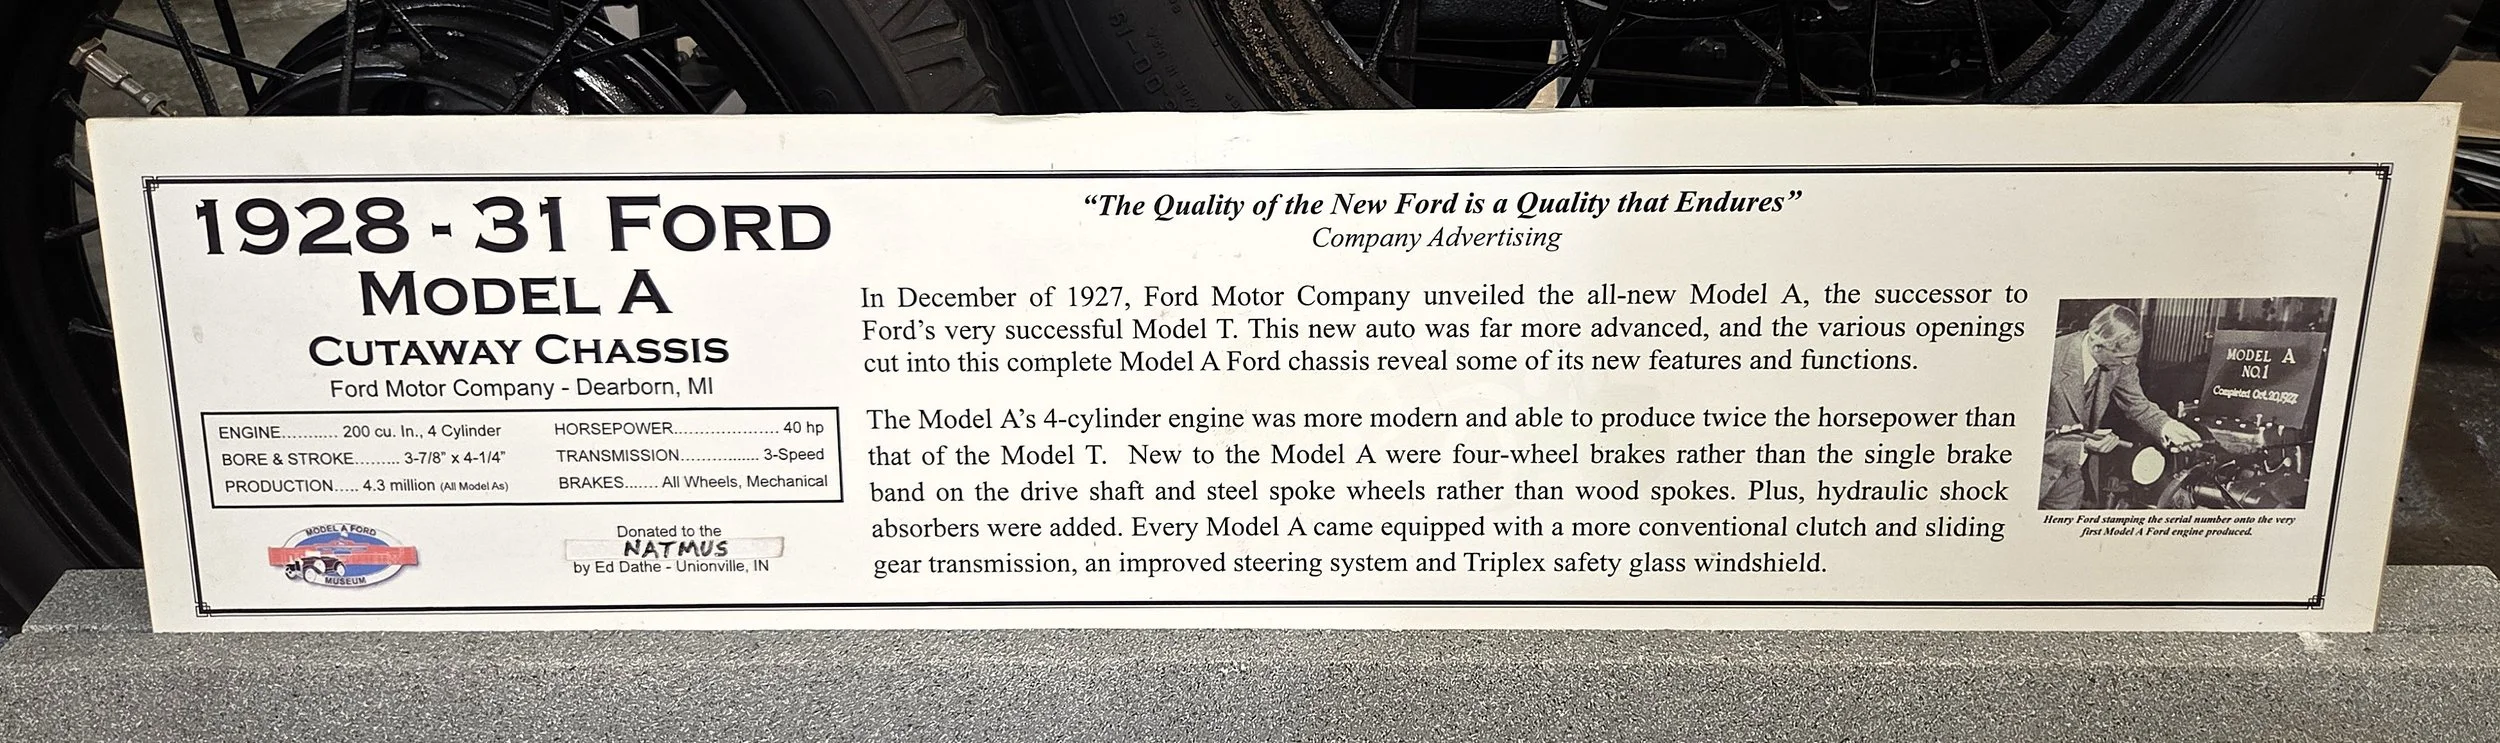 1928 - 31 FORD
MODEL A
CUTAWAY CHASSIS
Ford Motor Company - Dearborn, MI
ENGINE........... 200 cu. In., 4 Cylinder
BORE & STROKE......... 3-7/8" x 4-1/4"
PRODUCTION..... 4.3 million (All Model As)
HORSEPOWER..................... 40 hp
TRANSMISSION................ 3-Speed
BRAKES....... All Wheels, Mechanical
MODEL A FORD
MUSEUM
Donated to the
NATMUS
by Ed Dathe - Unionville, IN
“The Quality of the New Ford is a Quality that Endures”
Company Advertising
In December of 1927, Ford Motor Company unveiled the all-new Model A, the successor to
Ford’s very successful Model T. This new auto was far more advanced, and the various openings
cut into this complete Model A Ford chassis reveal some of its new features and functions.
The Model A’s 4-cylinder engine was more modern and able to produce twice the horsepower than
that of the Model T. New to the Model A were four-wheel brakes rather than the single brake
band on the drive shaft and steel spoke wheels rather than wood spokes. Plus, hydraulic shock
absorbers were added. Every Model A came equipped with a more conventional clutch and sliding
gear transmission, an improved steering system and Triplex safety glass windshield.
MODEL A
NO.1
Completed Oct.20,1927
Henry Ford stamping the serial number onto the very
first Model A Ford engine produced.